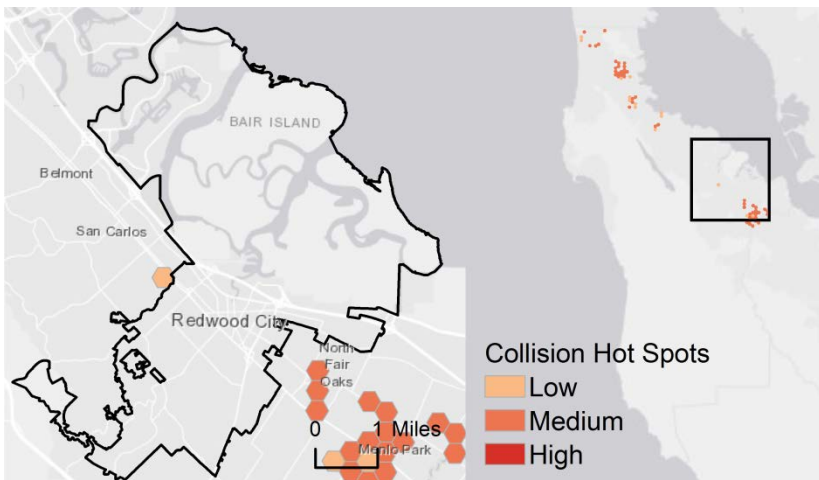 BAIR ISLAND
Belmont
San Carlos
Redwood City
North
Fair
Oaks
0 1 Miles
Menlo Park
Collision Hot Spots
Low
Medium
High